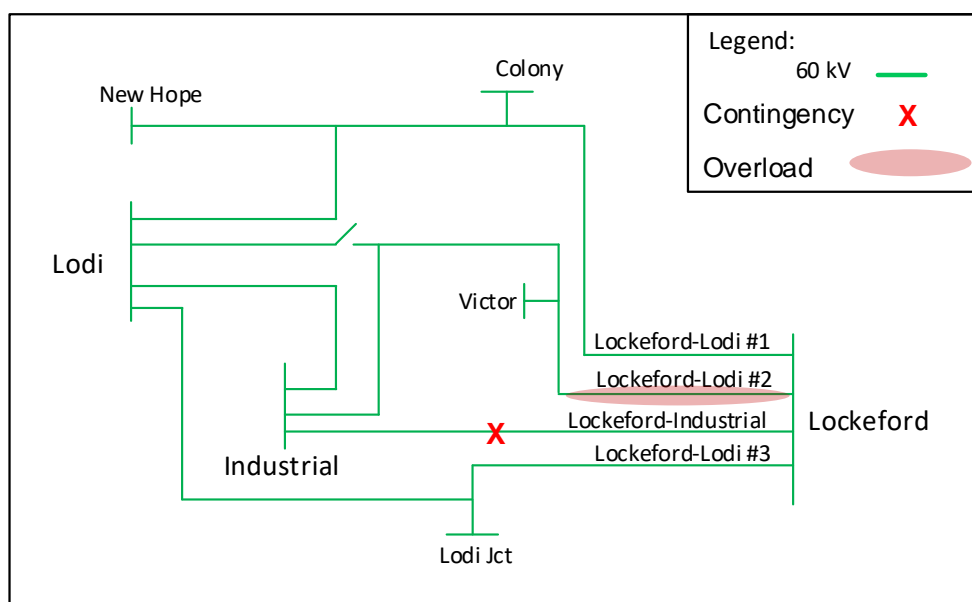 Legend:
60 kV
Contingency X
Overload
Colony
New Hope
Lodi
Victor
Lockeford-Lodi #1
Lockeford-Lodi #2
Lockeford-Industrial
Lockeford
X
Lockeford-Lodi #3
Industrial
Lodi Jct